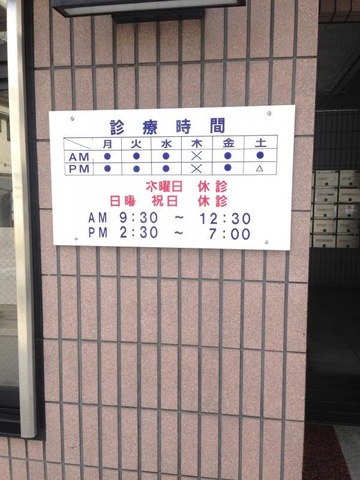 診療時間
月 火 水 木 金 土
AM ● ● ● × ● ●
PM ● ● ● × ● △
木曜日 休診
日曜 祝日 休診
AM 9:30 ~ 12:30
PM 2:30 ~ 7:00